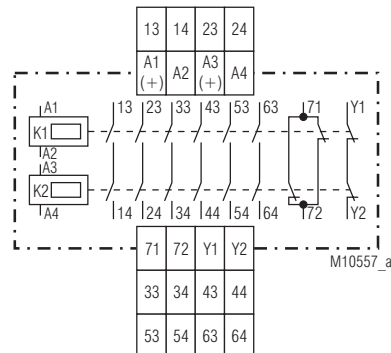 13 14 23 24
A1 (+) A2 A3 (+) A4
A1 13 23 33 43 53 63 71 Y1
K1
A2
A3
K2
A4 14 24 34 44 54 64 72 Y2
71 72 Y1 Y2
M10557_a
33 34 43 44
53 54 63 64